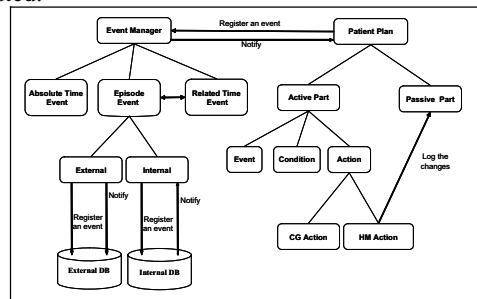 Register an event
Event Manager
Patient Plan
Notify
Absolute Time
Event
Episode
Event
Related Time
Event
Active Part
Passive Part
Event
Condition
Action
Log the
changes
External
Internal
Notify
Notify
Register
an event
Register
an event
CG Action
HM Action
External DB
Internal DB